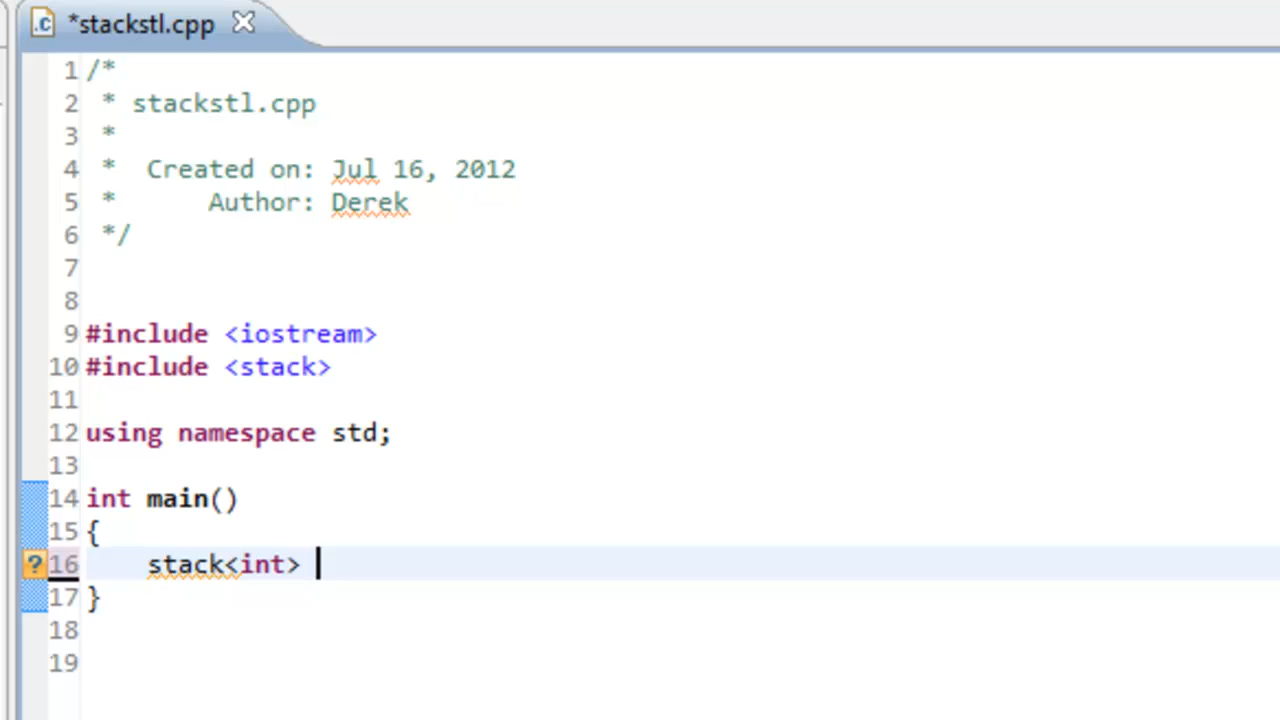 *stackstl.cpp
1 /*
2  * stackstl.cpp
3  *
4  *  Created on: Jul 16, 2012
5  *      Author: Derek
6  */
7
8
9 #include <iostream>
10 #include <stack>
11
12 using namespace std;
13
14 int main()
15 {
16     stack<int>
17 }
18
19